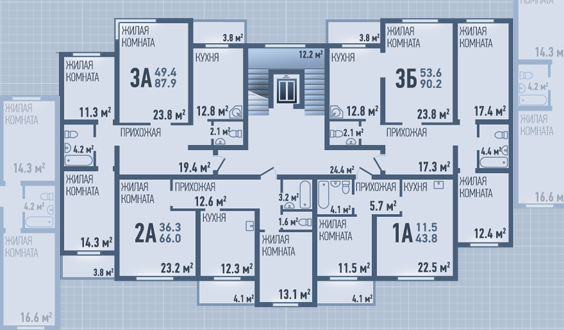 ЖИЛАЯ
КОМНАТА
3.8 м²
12.2 м²
3.8 м²
ЖИЛАЯ
КОМНАТА
ЖИЛАЯ
КОМНАТА
14.3 м²
ЖИЛАЯ
КОМНАТА
КУХНЯ
КУХНЯ
3А
49.4
87.9
3Б
53.6
90.2
11.3 м²
23.8 м²
12.8 м²
12.8 м²
23.8 м²
17.4 м²
4.2 м²
ЖИЛАЯ
КОМНАТА
ПРИХОЖАЯ
2.1 м²
2.1 м²
ПРИХОЖАЯ
4.2 м²
4.4 м²
14.3 м²
19.4 м²
24.4 м²
17.3 м²
ЖИЛАЯ
КОМНАТА
ЖИЛАЯ
КОМНАТА
ПРИХОЖАЯ
12.6 м²
3.2 м²
4.1 м²
ПРИХОЖАЯ
5.7 м²
КУХНЯ
ЖИЛАЯ
КОМНАТА
16.6 м²
4.2 м²
2А
36.3
66.0
КУХНЯ
1.6 м²
ЖИЛАЯ
КОМНАТА
ЖИЛАЯ
КОМНАТА
1А
11.5
43.8
12.4 м²
14.3 м²
23.2 м²
12.3 м²
13.1 м²
11.5 м²
22.5 м²
3.8 м²
4.1 м²
4.1 м²
16.6 м²